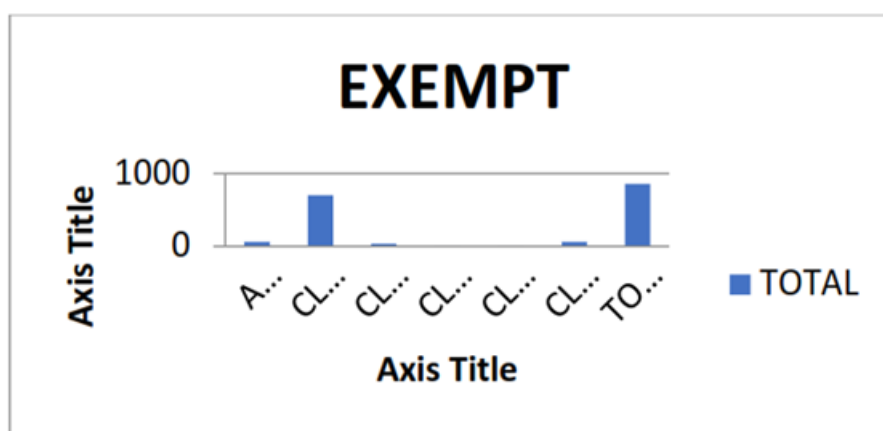 EXEMPT
1000
0
Axis Title
A...
CL...
CL...
CL...
CL...
CL...
TO...
TOTAL
Axis Title